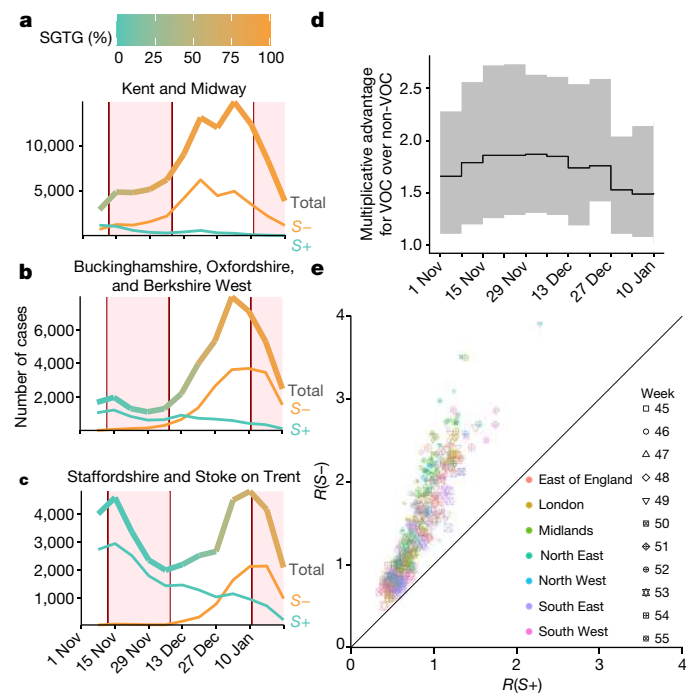 a
SGTG (%)
0 25 50 75 100
Kent and Midway
10,000
5,000
Total
S−
S+
b
Buckinghamshire, Oxfordshire,
and Berkshire West
Number of cases
6,000
4,000
2,000
Total
S−
S+
c
Staffordshire and Stoke on Trent
4,000
3,000
2,000
1,000
Total
S−
S+
1 Nov
15 Nov
29 Nov
13 Dec
27 Dec
10 Jan
d
Multiplicative advantage
for VOC over non-VOC
2.5
2.0
1.5
1.0
1 Nov
15 Nov
29 Nov
13 Dec
27 Dec
10 Jan
e
4
3
2
1
0
R(S−)
0 1 2 3 4
R(S+)
East of England
London
Midlands
North East
North West
South East
South West
Week
45
46
47
48
49
50
51
52
53
54
55